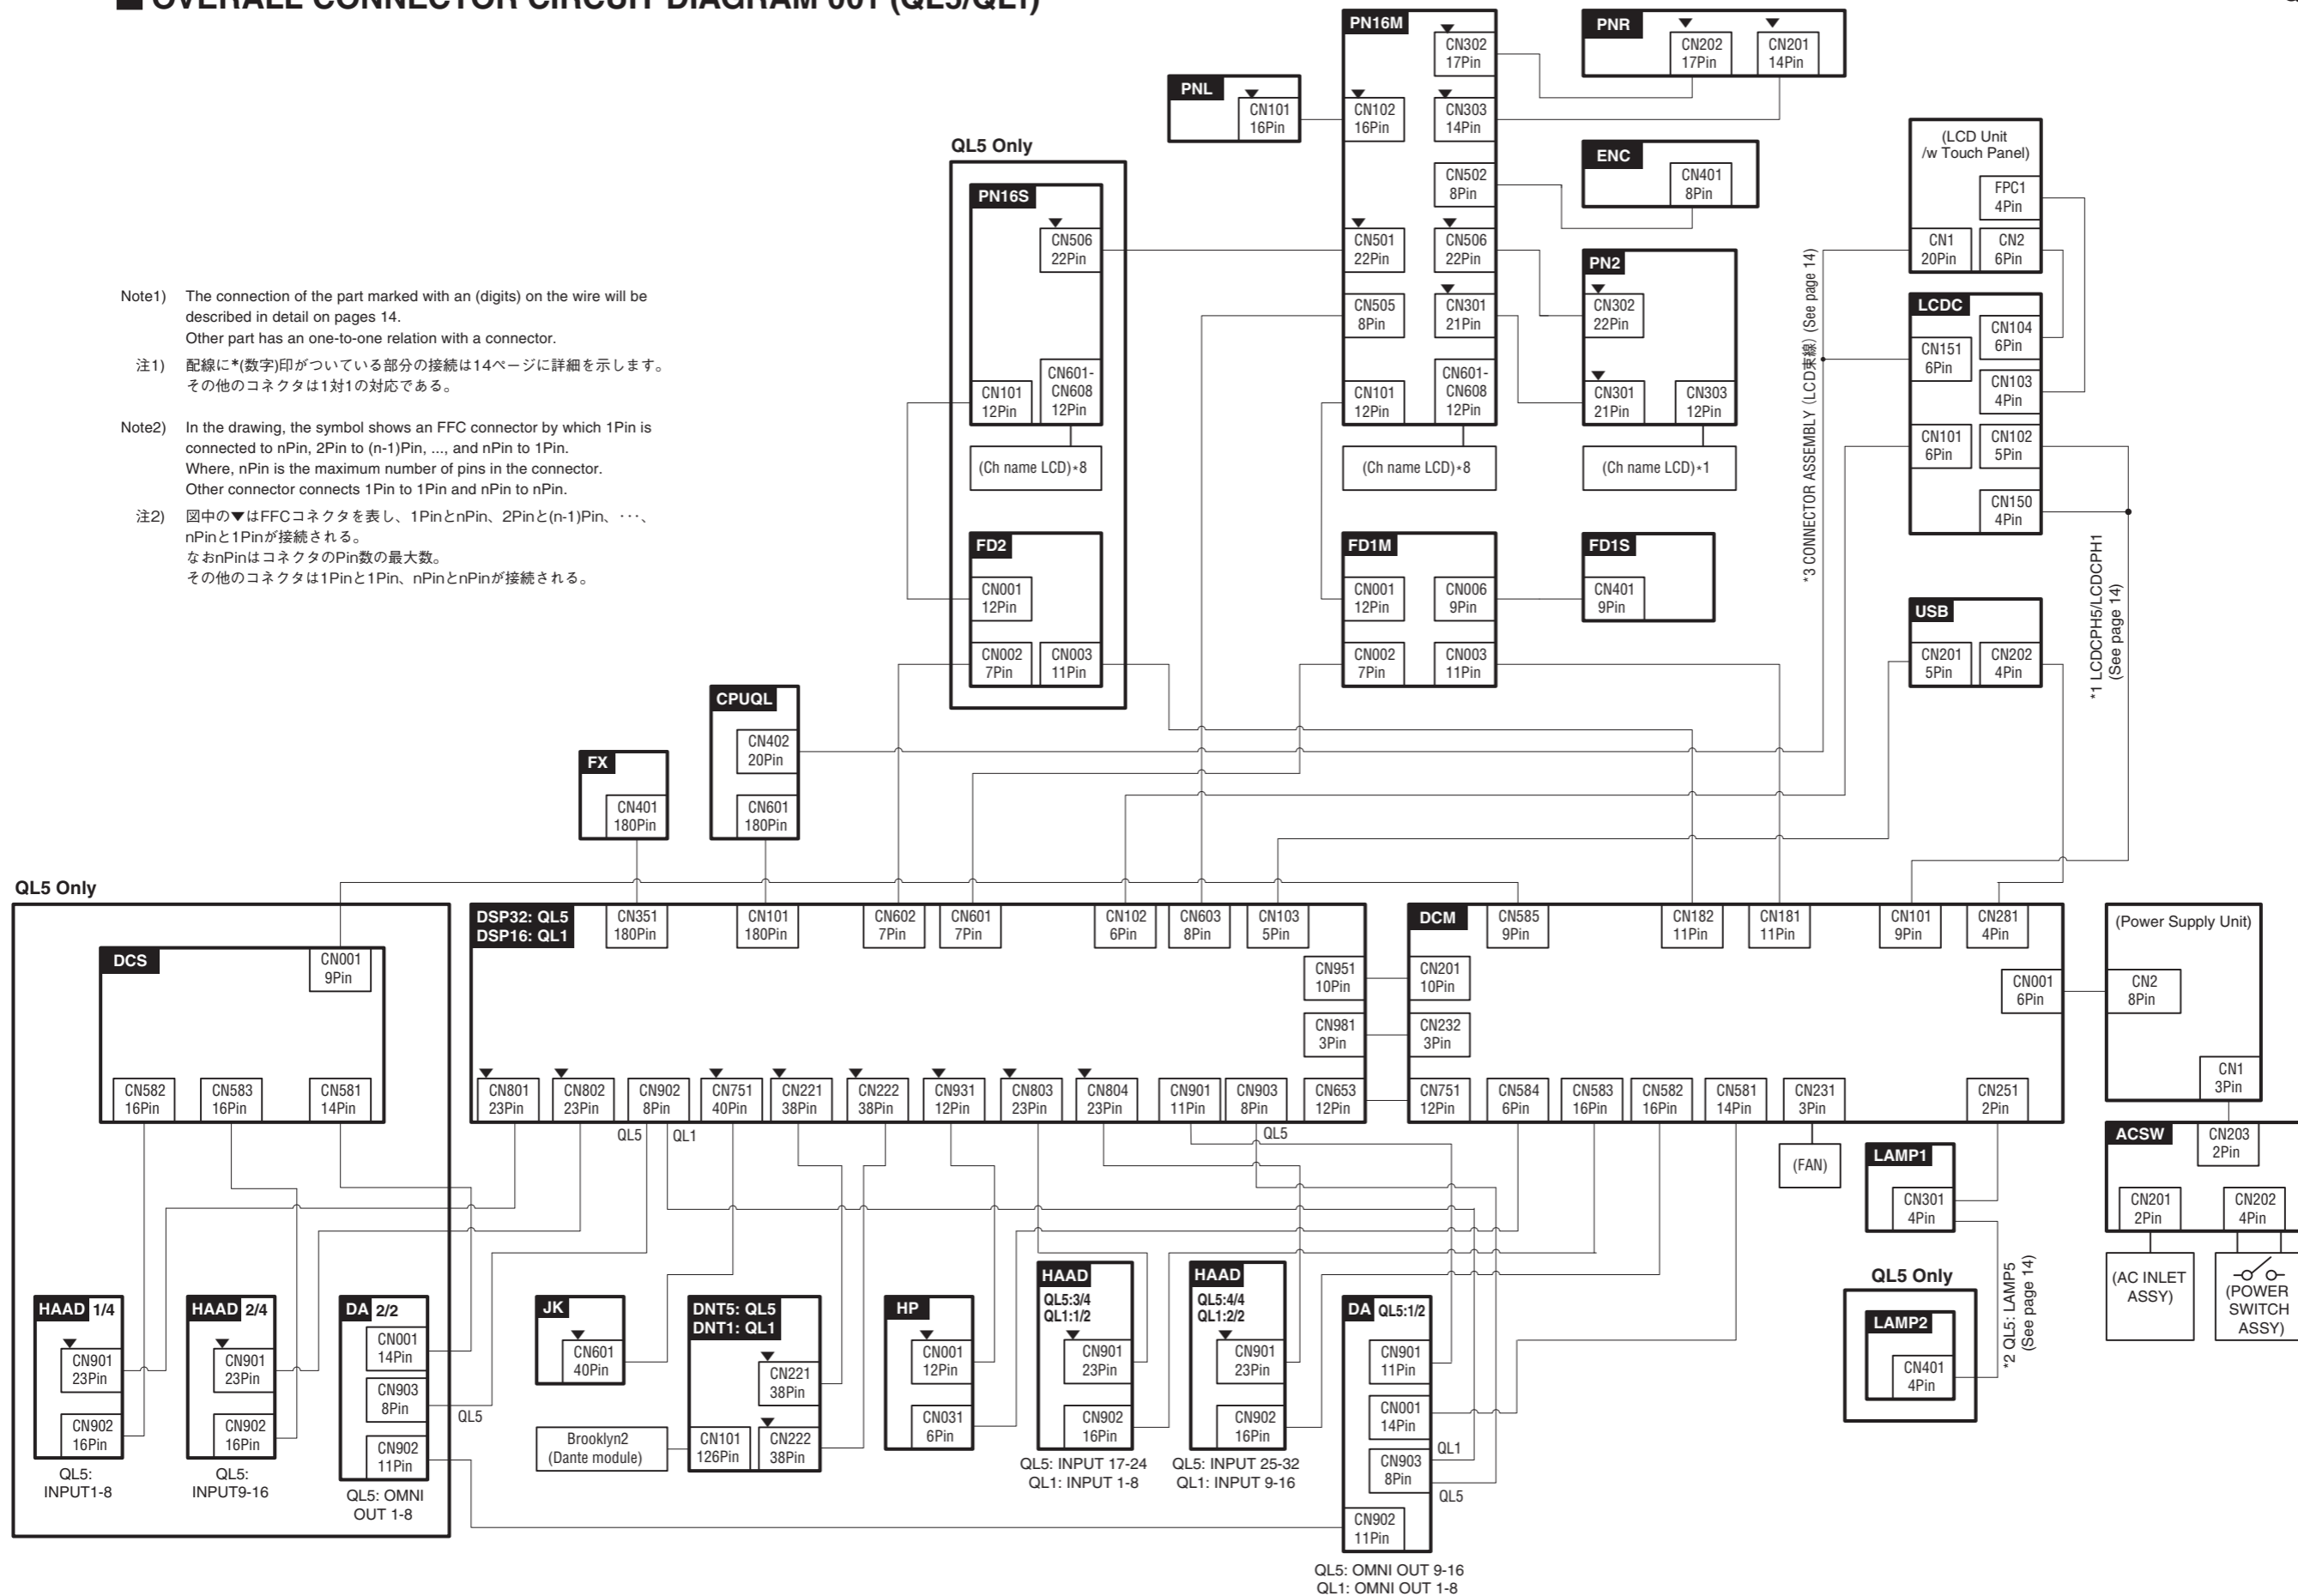 ■ OVERALL CONNECTOR CIRCUIT DIAGRAM 001 (QL5/QL1)
PN16M
CN302
17Pin
CN102
16Pin
CN303
14Pin
CN502
8Pin
CN501
22Pin
CN506
22Pin
CN505
8Pin
CN301
21Pin
CN101
12Pin
CN601-
CN608
12Pin
(Ch name LCD)*8
PNR
CN202
17Pin
CN201
14Pin
PNL
CN101
16Pin
ENC
CN401
8Pin
QL5 Only
PN16S
CN506
22Pin
CN101
12Pin
CN601-
CN608
12Pin
(Ch name LCD)*8
FD2
CN001
12Pin
CN002
7Pin
CN003
11Pin
PN2
CN302
22Pin
CN301
21Pin
CN303
12Pin
(Ch name LCD)*1
FD1M
CN001
12Pin
CN006
9Pin
CN002
7Pin
CN003
11Pin
FD1S
CN401
9Pin
(LCD Unit
/w Touch Panel)
FPC1
4Pin
CN1
20Pin
CN2
6Pin
LCDC
CN104
6Pin
CN151
6Pin
CN103
4Pin
CN101
6Pin
CN102
5Pin
CN150
4Pin
USB
CN201
5Pin
CN202
4Pin
*3 CONNECTOR ASSEMBLY (LCD束線) (See page 14)
*1 LCDCPH5/LCDCPH1
(See page 14)
Note1) The connection of the part marked with an (digits) on the wire will be
described in detail on pages 14.
Other part has an one-to-one relation with a connector.
注1) 配線に*(数字)印がついている部分の接続は14ページに詳細を示します。
その他のコネクタは1対1の対応である。
Note2) In the drawing, the symbol shows an FFC connector by which 1Pin is
connected to nPin, 2Pin to (n-1)Pin, ..., and nPin to 1Pin.
Where, nPin is the maximum number of pins in the connector.
Other connector connects 1Pin to 1Pin and nPin to nPin.
注2) 図中の▼はFFCコネクタを表し、1PinとnPin、2Pinと(n-1)Pin、･･･、
nPinと1Pinが接続される。
なおnPinはコネクタのPin数の最大数。
その他のコネクタは1Pinと1Pin、nPinとnPinが接続される。
CPUQL
CN402
20Pin
CN601
180Pin
FX
CN401
180Pin
QL5 Only
DCS
CN001
9Pin
CN582
16Pin
CN583
16Pin
CN581
14Pin
HAAD 1/4
CN901
23Pin
CN902
16Pin
QL5:
INPUT1-8
HAAD 2/4
CN901
23Pin
CN902
16Pin
QL5:
INPUT9-16
DA 2/2
CN001
14Pin
CN903
8Pin
CN902
11Pin
QL5: OMNI
OUT 1-8
QL5
DSP32: QL5
DSP16: QL1
CN351
180Pin
CN101
180Pin
CN602
7Pin
CN601
7Pin
CN102
6Pin
CN603
8Pin
CN103
5Pin
CN951
10Pin
CN981
3Pin
CN801
23Pin
CN802
23Pin
CN902
8Pin
CN751
40Pin
CN221
38Pin
CN222
38Pin
CN931
12Pin
CN803
23Pin
CN804
23Pin
CN901
11Pin
CN903
8Pin
CN653
12Pin
QL5
QL1
QL5
DCM
CN585
9Pin
CN182
11Pin
CN181
11Pin
CN101
9Pin
CN281
4Pin
CN201
10Pin
CN232
3Pin
CN001
6Pin
CN751
12Pin
CN584
6Pin
CN583
16Pin
CN582
16Pin
CN581
14Pin
CN231
3Pin
CN251
2Pin
(FAN)
(Power Supply Unit)
CN2
8Pin
CN1
3Pin
ACSW
CN203
2Pin
CN201
2Pin
CN202
4Pin
(AC INLET
ASSY)
(POWER
SWITCH
ASSY)
LAMP1
CN301
4Pin
QL5 Only
LAMP2
CN401
4Pin
*2 QL5: LAMP5
(See page 14)
JK
CN601
40Pin
Brooklyn2
(Dante module)
DNT5: QL5
DNT1: QL1
CN221
38Pin
CN101
126Pin
CN222
38Pin
HP
CN001
12Pin
CN031
6Pin
HAAD
QL5:3/4
QL1:1/2
CN901
23Pin
CN902
16Pin
QL5: INPUT 17-24
QL1: INPUT 1-8
HAAD
QL5:4/4
QL1:2/2
CN901
23Pin
CN902
16Pin
QL5: INPUT 25-32
QL1: INPUT 9-16
DA QL5:1/2
CN901
11Pin
CN001
14Pin
CN903
8Pin
CN902
11Pin
QL1
QL5
QL5: OMNI OUT 9-16
QL1: OMNI OUT 1-8